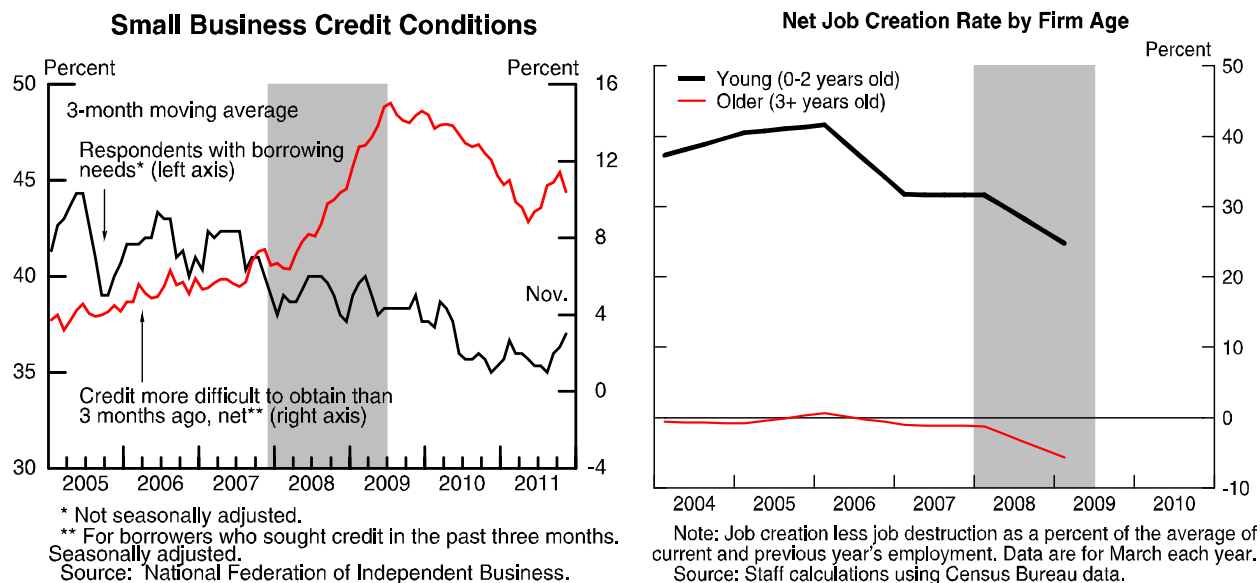 Small Business Credit Conditions
Percent
Percent
50
16
3-month moving average
Respondents with borrowing
needs* (left axis)
12
45
8
40
Nov.
4
35
Credit more difficult to obtain than
3 months ago, net** (right axis)
0
30
-4
2005 2006 2007 2008 2009 2010 2011
* Not seasonally adjusted.
** For borrowers who sought credit in the past three months.
Seasonally adjusted.
Source: National Federation of Independent Business.
Net Job Creation Rate by Firm Age
Percent
50
Young (0-2 years old)
Older (3+ years old)
40
30
20
10
0
-10
2004 2005 2006 2007 2008 2009 2010
Note: Job creation less job destruction as a percent of the average of
current and previous year's employment. Data are for March each year.
Source: Staff calculations using Census Bureau data.